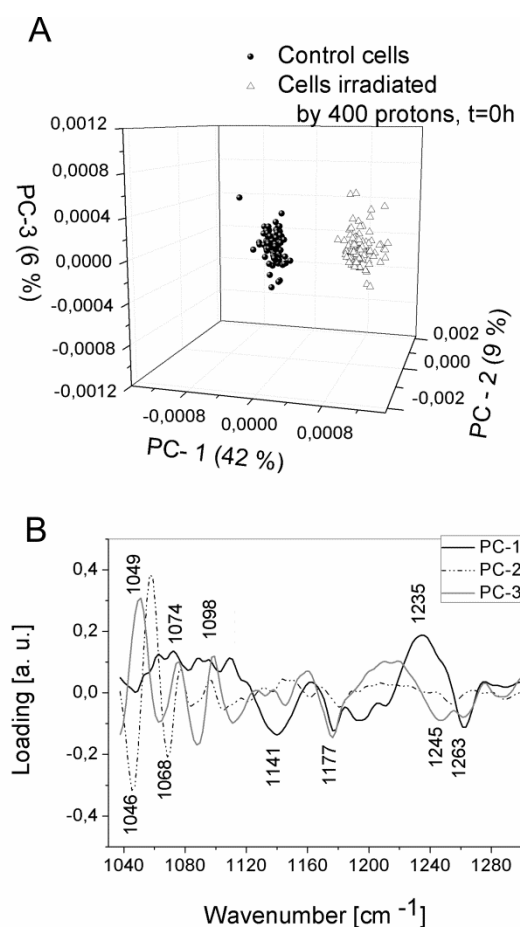 A
Control cells
Cells irradiated
by 400 protons, t=0h
0,0012
0,0008
0,0004
0,0000
-0,0004
-0,0008
-0,0012
PC-3 (6 %)
-0,0008
0,0000
0,0008
PC- 1 (42 %)
0,002
0,000
-0,002
PC - 2 (9 %)
B
PC-1
PC-2
PC-3
0,4
0,2
0,0
-0,2
-0,4
Loading [a. u.]
1049
1074
1098
1235
1046
1068
1141
1177
1245
1263
1040
1080
1120
1160
1200
1240
1280
Wavenumber [cm -1]